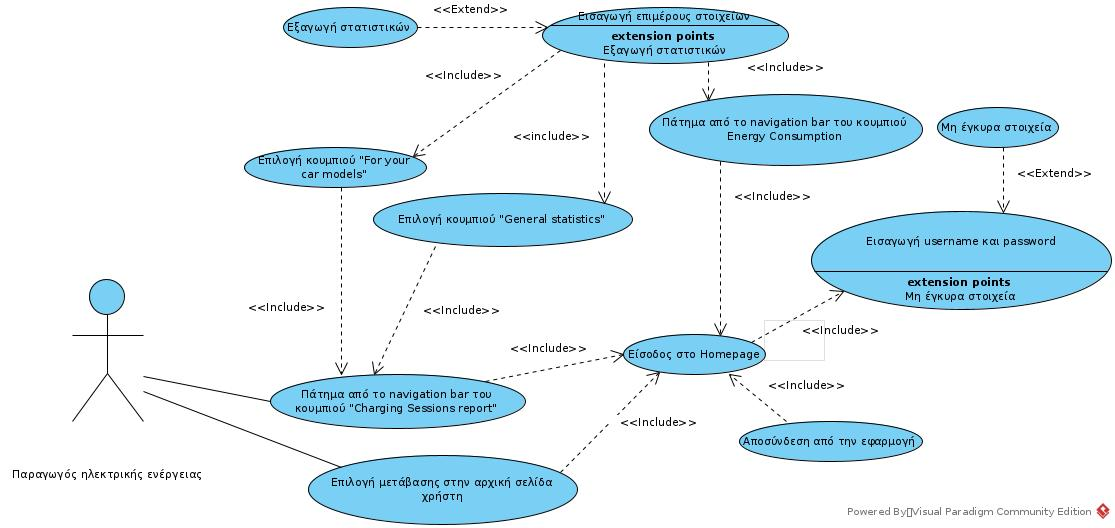 <<Extend>>
Εξαγωγή στατιστικών
Εισαγωγή επιμέρους στοιχείων
extension points
Εξαγωγή στατιστικών
<<Include>>
<<Include>>
<<include>>
Πάτημα από το navigation bar του κουμπιού
Energy Consumption
Μη έγκυρα στοιχεία
Επιλογή κουμπιού "For your
car models"
<<Extend>>
<<Include>>
Επιλογή κουμπιού "General statistics"
Εισαγωγή username και password
extension points
Μη έγκυρα στοιχεία
<<Include>>
<<Include>>
<<Include>>
<<Include>>
Είσοδος στο Homepage
<<Include>>
Πάτημα από το navigation bar του
κουμπιού "Charging Sessions report"
<<Include>>
Αποσύνδεση από την εφαρμογή
Παραγωγός ηλεκτρικής ενέργειας
Επιλογή μετάβασης στην αρχική σελίδα
χρήστη
Powered By▯Visual Paradigm Community Edition